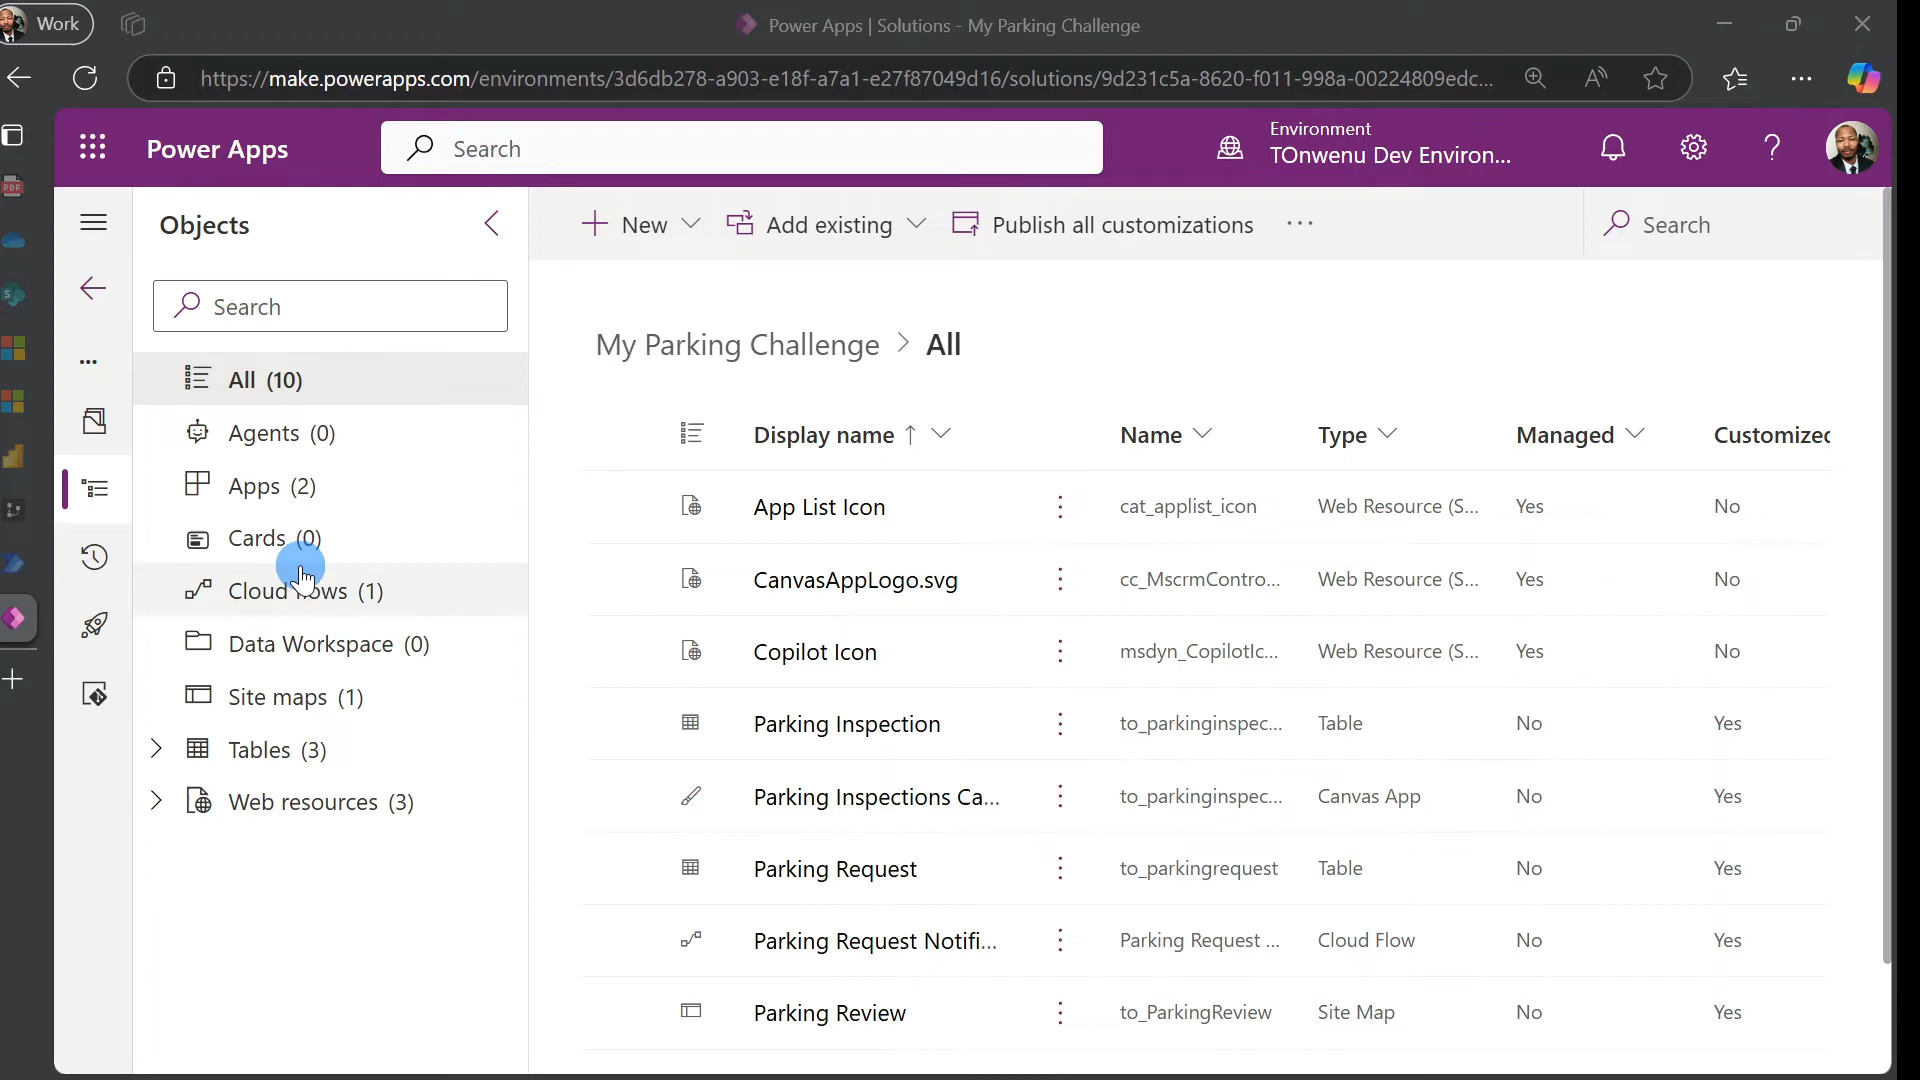 Work
Power Apps | Solutions - My Parking Challenge
https://make.powerapps.com/environments/3d6db278-a903-e18f-a7a1-e27f87049d16/solutions/9d231c5a-8620-f011-998a-00224809edc...
Power Apps
Search
Environment
TOnwenu Dev Environ...
Objects
New
Add existing
Publish all customizations
Search
Search
My Parking Challenge > All
All (10)
Agents (0)
Apps (2)
Cards (0)
Cloud flows (1)
Data Workspace (0)
Site maps (1)
Tables (3)
Web resources (3)
Display name Name Type Managed Customized
App List Icon cat_applist_icon Web Resource (S... Yes No
CanvasAppLogo.svg cc_MscrmContro... Web Resource (S... Yes No
Copilot Icon msdyn_CopilotIc... Web Resource (S... Yes No
Parking Inspection to_parkinginspec... Table No Yes
Parking Inspections Ca... to_parkinginspec... Canvas App No Yes
Parking Request to_parkingrequest Table No Yes
Parking Request Notifi... Parking Request ... Cloud Flow No Yes
Parking Review to_ParkingReview Site Map No Yes